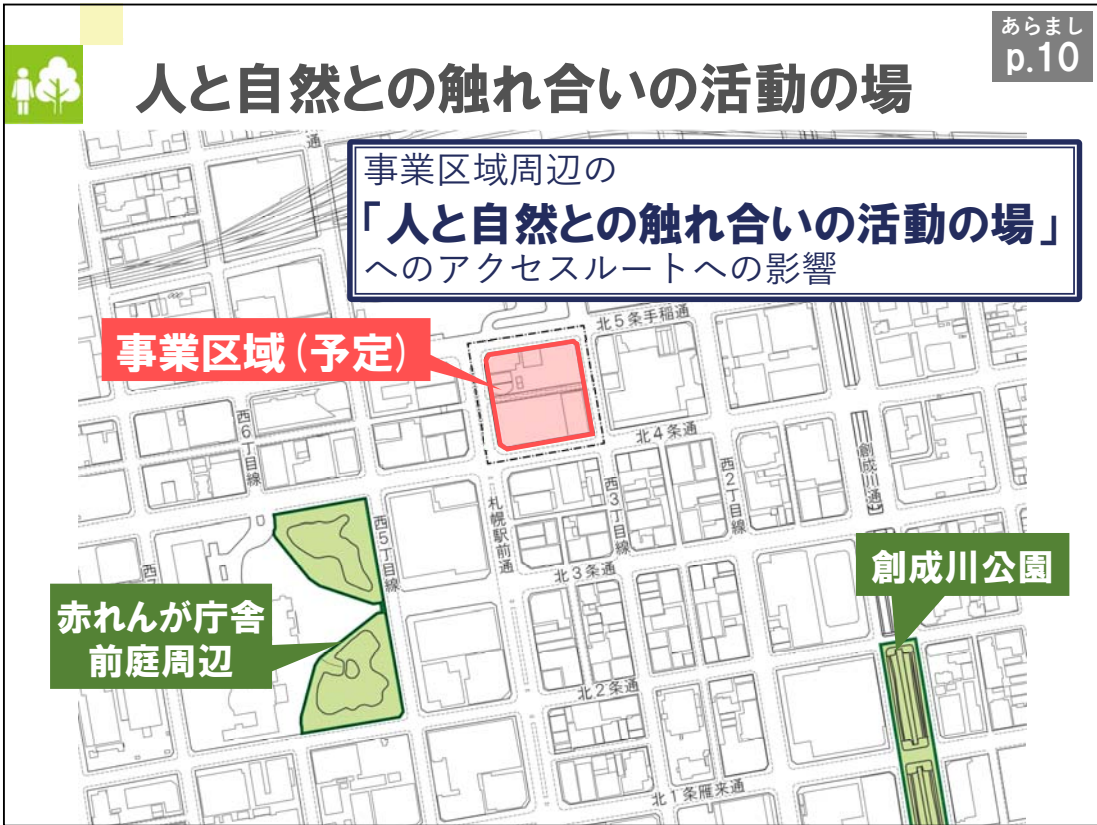 あらまし
p.10
人と自然との触れ合いの活動の場
事業区域周辺の
「人と自然との触れ合いの活動の場」
へのアクセスルートへの影響
通
北5条手稲通
事業区域(予定)
北4条通
西6丁目線
西5丁目線
札幌駅前通
西3丁目線
西2丁目線
創成川通
北3条通
創成川公園
赤れんが庁舎
前庭周辺
北2条通
北1条雁来通